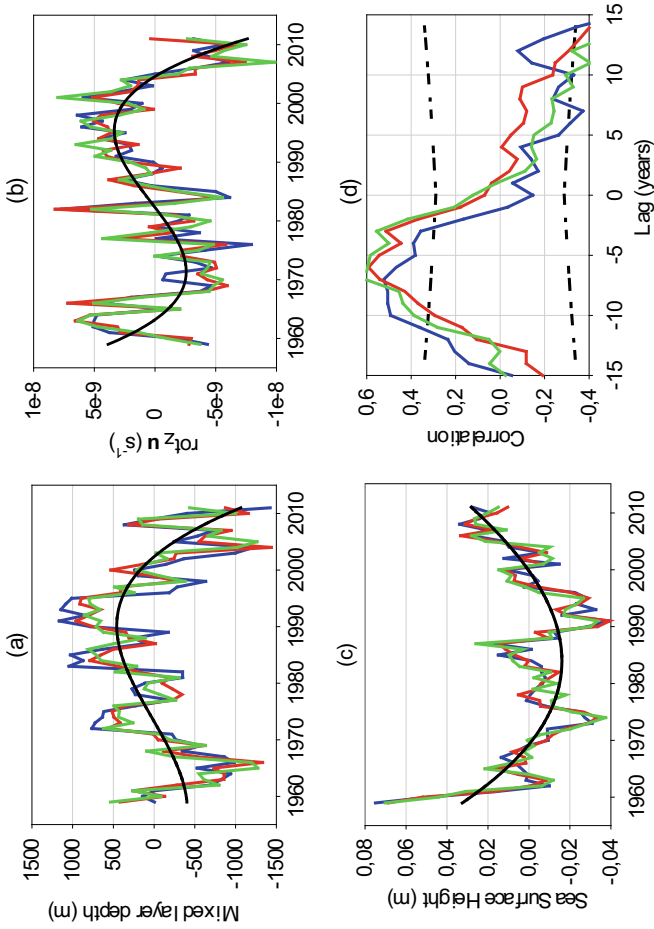 (a)
Mixed layer depth (m)
1500
1000
500
0
-500
-1000
-1500
1960 1970 1980 1990 2000 2010
(b)
rot_z u (s⁻¹)
1e-8
5e-9
0
-5e-9
-1e-8
1960 1970 1980 1990 2000 2010
(c)
Sea Surface Height (m)
0,08
0,06
0,04
0,02
0
-0,02
-0,04
1960 1970 1980 1990 2000 2010
(d)
Correlation
0,6
0,4
0,2
0
-0,2
-0,4
-15 -10 -5 0 5 10 15
Lag (years)